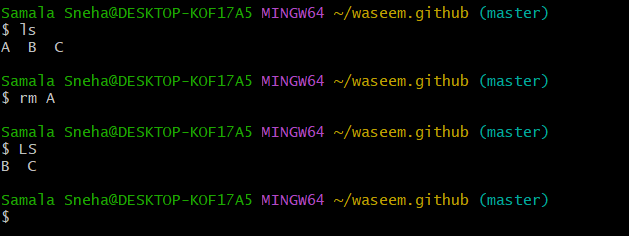 Samala Sneha@DESKTOP-KOF17A5 MINGW64 ~/waseem.github (master)
$ ls
A  B  C
Samala Sneha@DESKTOP-KOF17A5 MINGW64 ~/waseem.github (master)
$ rm A
Samala Sneha@DESKTOP-KOF17A5 MINGW64 ~/waseem.github (master)
$ LS
B  C
Samala Sneha@DESKTOP-KOF17A5 MINGW64 ~/waseem.github (master)
$